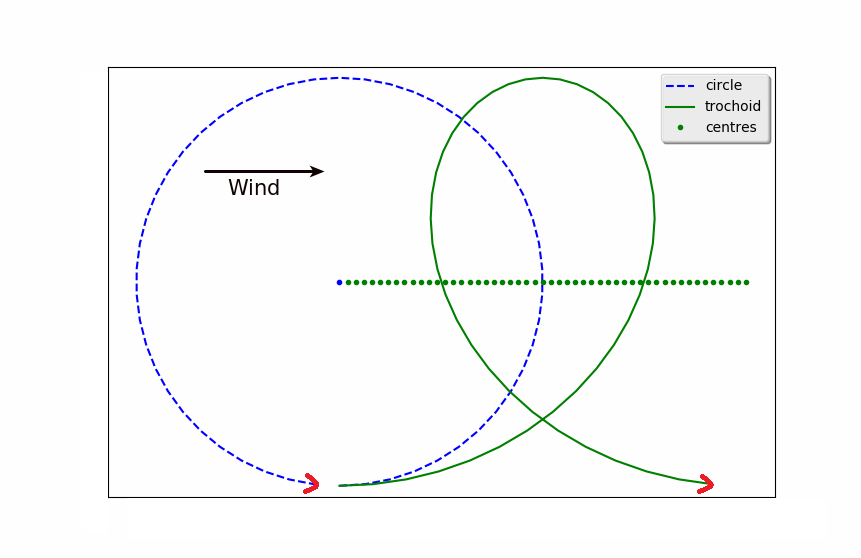 circle
trochoid
centres
Wind